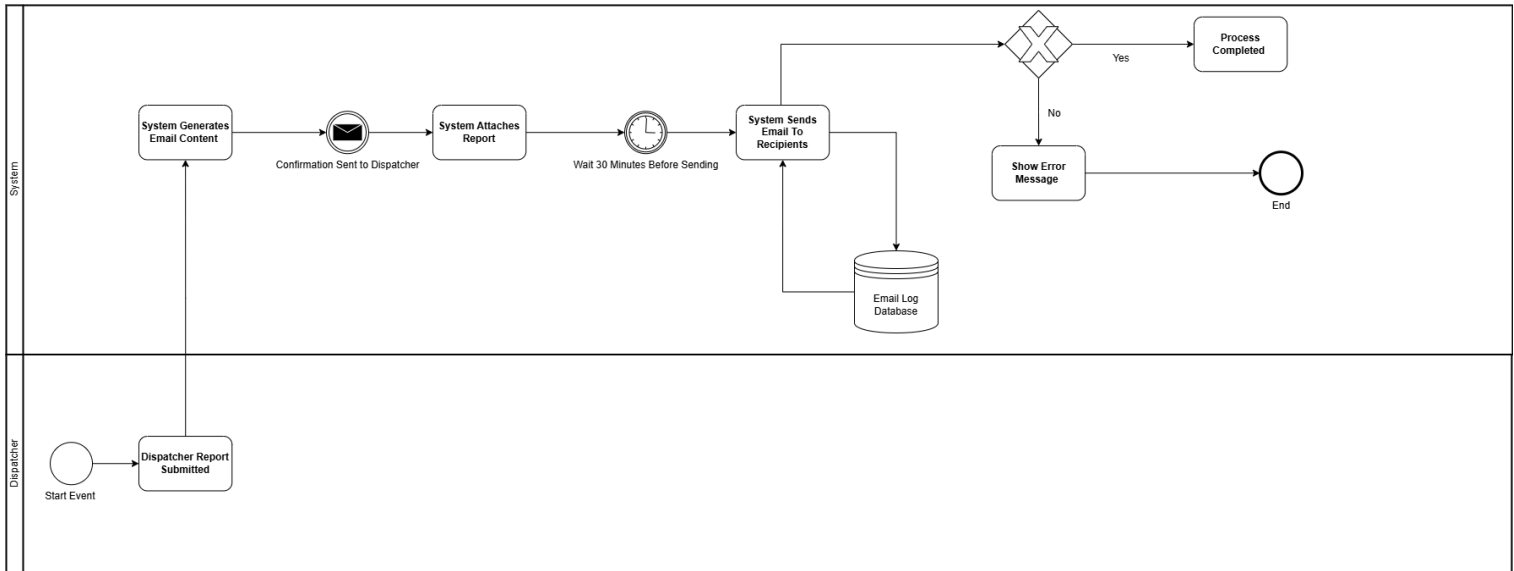 System
System Generates
Email Content
Confirmation Sent to Dispatcher
System Attaches
Report
Wait 30 Minutes Before Sending
System Sends
Email To
Recipients
Email Log
Database
Yes
Process
Completed
No
Show Error
Message
End
Dispatcher
Start Event
Dispatcher Report
Submitted